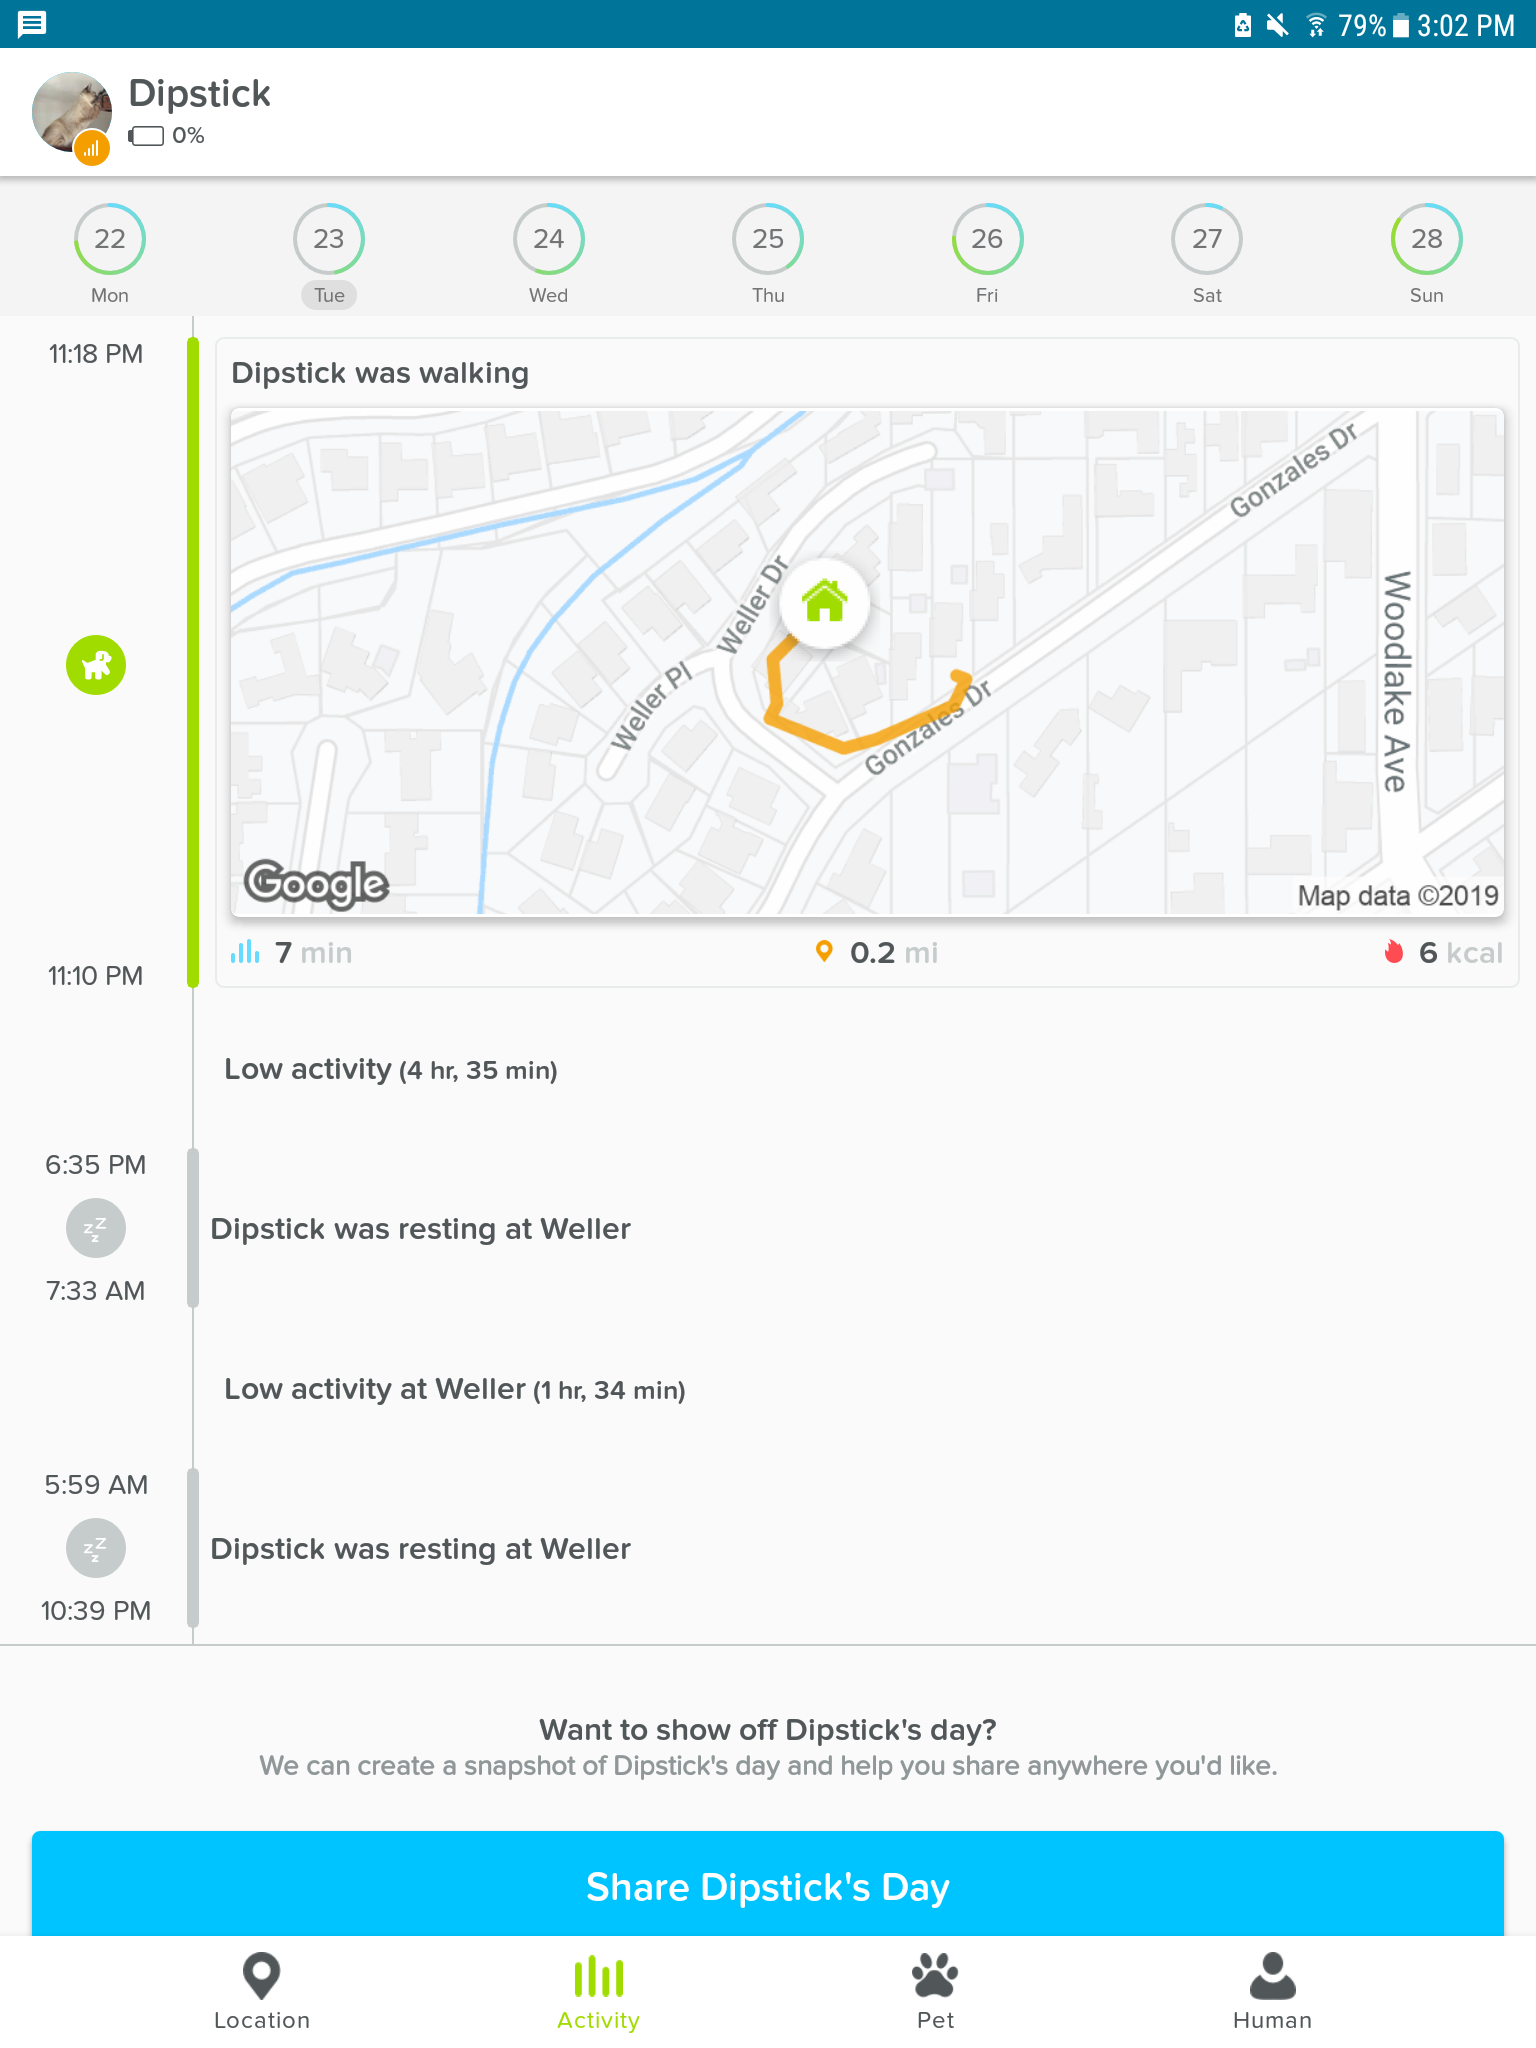 79% 3:02 PM
Dipstick
0%
22 23 24 25 26 27 28
Mon Tue Wed Thu Fri Sat Sun
11:18 PM
Dipstick was walking
Gonzales Dr
Weller Dr
Weller Pl
Gonzales Dr
Woodlake Ave
Google
Map data ©2019
7 min 0.2 mi 6 kcal
11:10 PM
Low activity (4 hr, 35 min)
6:35 PM
zzz
Dipstick was resting at Weller
7:33 AM
Low activity at Weller (1 hr, 34 min)
5:59 AM
zzz
Dipstick was resting at Weller
10:39 PM
Want to show off Dipstick's day?
We can create a snapshot of Dipstick's day and help you share anywhere you'd like.
Share Dipstick's Day
Location Activity Pet Human